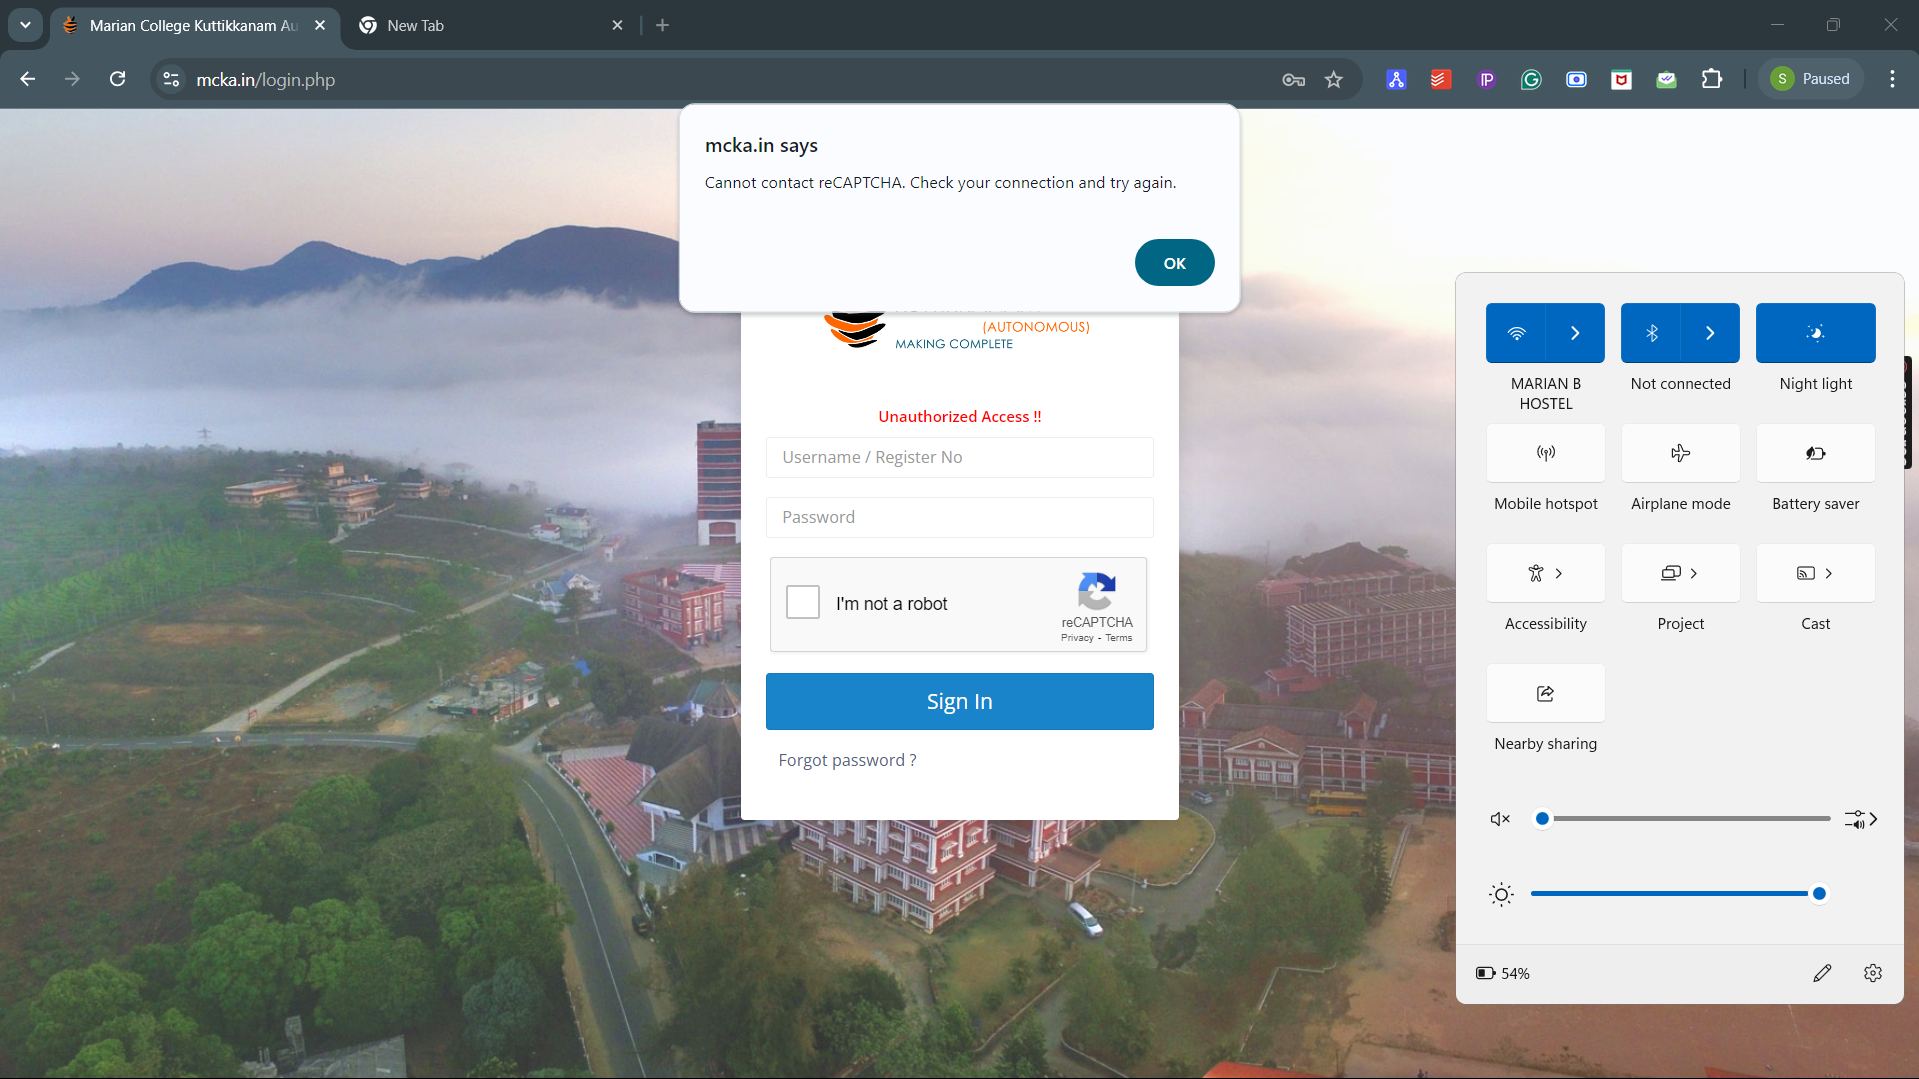 Marian College Kuttikkanam Au
New Tab
mcka.in/login.php
S
Paused
mcka.in says
Cannot contact reCAPTCHA. Check your connection and try again.
OK
(AUTONOMOUS)
MAKING COMPLETE
Unauthorized Access !!
Username / Register No
Password
I'm not a robot
reCAPTCHA
Privacy - Terms
Sign In
Forgot password ?
MARIAN B
HOSTEL
Not connected
Night light
Mobile hotspot
Airplane mode
Battery saver
Accessibility
Project
Cast
Nearby sharing
54%